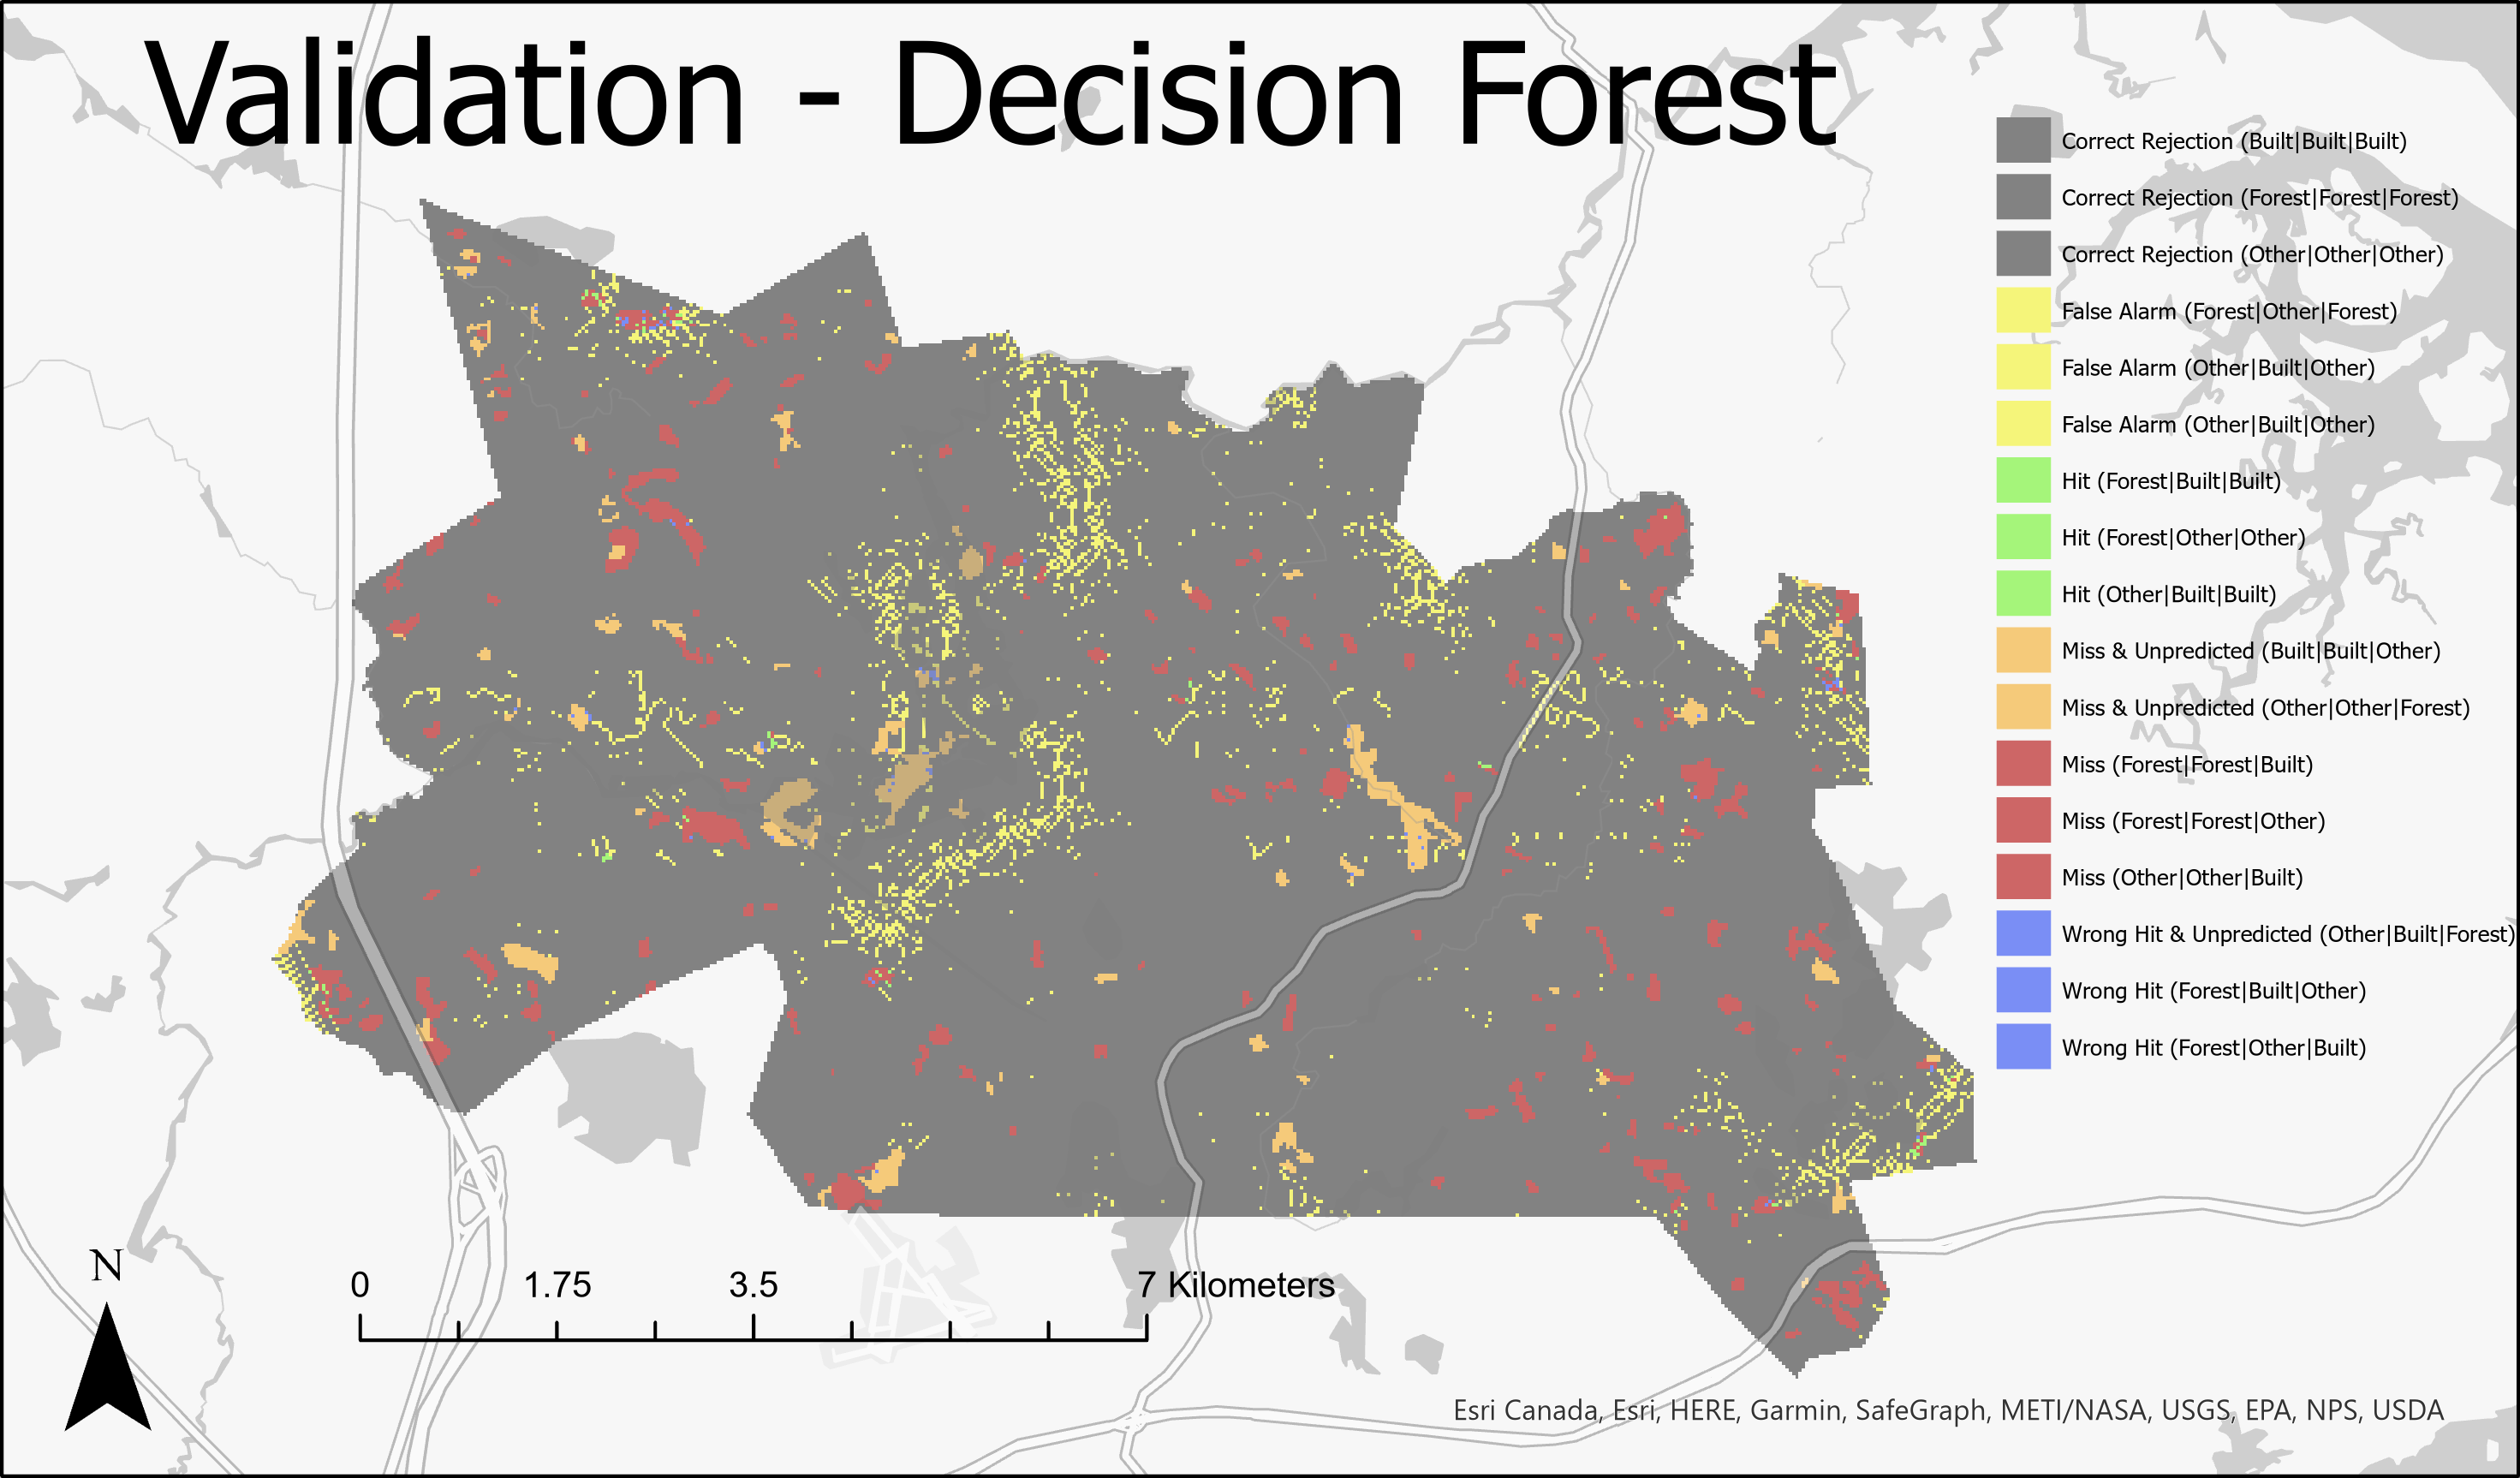 Validation - Decision Forest
Correct Rejection (Built|Built|Built)
Correct Rejection (Forest|Forest|Forest)
Correct Rejection (Other|Other|Other)
False Alarm (Forest|Other|Forest)
False Alarm (Other|Built|Other)
False Alarm (Other|Built|Other)
Hit (Forest|Built|Built)
Hit (Forest|Other|Other)
Hit (Other|Built|Built)
Miss & Unpredicted (Built|Built|Other)
Miss & Unpredicted (Other|Other|Forest)
Miss (Forest|Forest|Built)
Miss (Forest|Forest|Other)
Miss (Other|Other|Built)
Wrong Hit & Unpredicted (Other|Built|Forest)
Wrong Hit (Forest|Built|Other)
Wrong Hit (Forest|Other|Built)
N
0 1.75 3.5 7 Kilometers
Esri Canada, Esri, HERE, Garmin, SafeGraph, METI/NASA, USGS, EPA, NPS, USDA